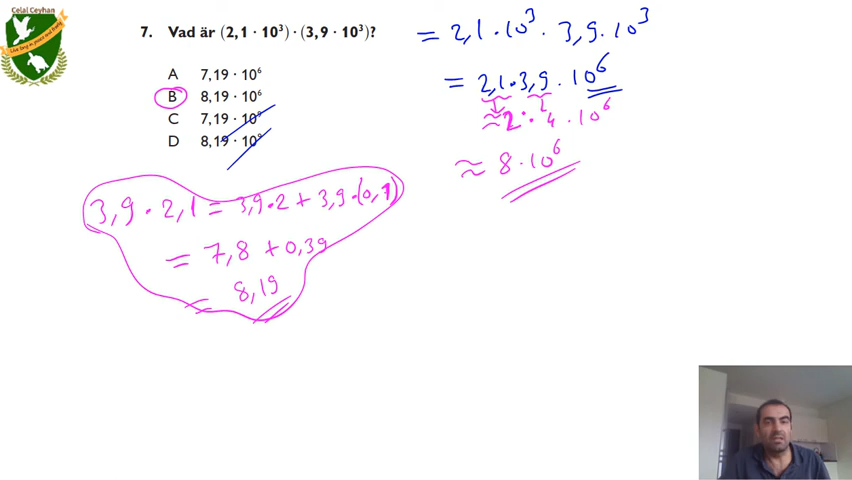 Celal Ceyhan
7. Vad är (2,1 · 10³) · (3,9 · 10³)?
A 7,19 · 10⁶
B 8,19 · 10⁶
C 7,19 · 10⁹
D 8,19 · 10⁹
= 2,1 · 10³ · 3,9 · 10³
= 2,1 · 3,9 · 10⁶
≈ 2 · 4 · 10⁶
≈ 8 · 10⁶
3,9 · 2,1 = 3,9 · 2 + 3,9 · (0,1)
= 7,8 + 0,39
= 8,19